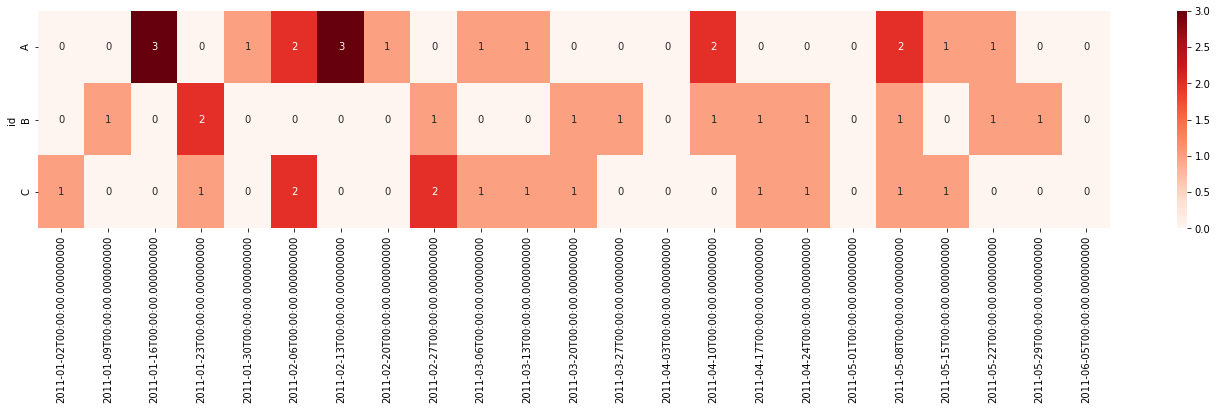 3.0
A 0 0 3 0 1 2 3 1 0 1 1 0 0 0 2 0 0 0 2 1 1 0 0
2.5
2.0
id B 0 1 0 2 0 0 0 0 1 0 0 1 1 0 1 1 1 0 1 0 1 1 0
1.5
1.0
C 1 0 0 1 0 2 0 0 2 1 1 1 0 0 0 1 1 0 1 1 0 0 0
0.5
0.0
2011-01-02T00:00:00.000000000
2011-01-09T00:00:00.000000000
2011-01-16T00:00:00.000000000
2011-01-23T00:00:00.000000000
2011-01-30T00:00:00.000000000
2011-02-06T00:00:00.000000000
2011-02-13T00:00:00.000000000
2011-02-20T00:00:00.000000000
2011-02-27T00:00:00.000000000
2011-03-06T00:00:00.000000000
2011-03-13T00:00:00.000000000
2011-03-20T00:00:00.000000000
2011-03-27T00:00:00.000000000
2011-04-03T00:00:00.000000000
2011-04-10T00:00:00.000000000
2011-04-17T00:00:00.000000000
2011-04-24T00:00:00.000000000
2011-05-01T00:00:00.000000000
2011-05-08T00:00:00.000000000
2011-05-15T00:00:00.000000000
2011-05-22T00:00:00.000000000
2011-05-29T00:00:00.000000000
2011-06-05T00:00:00.000000000